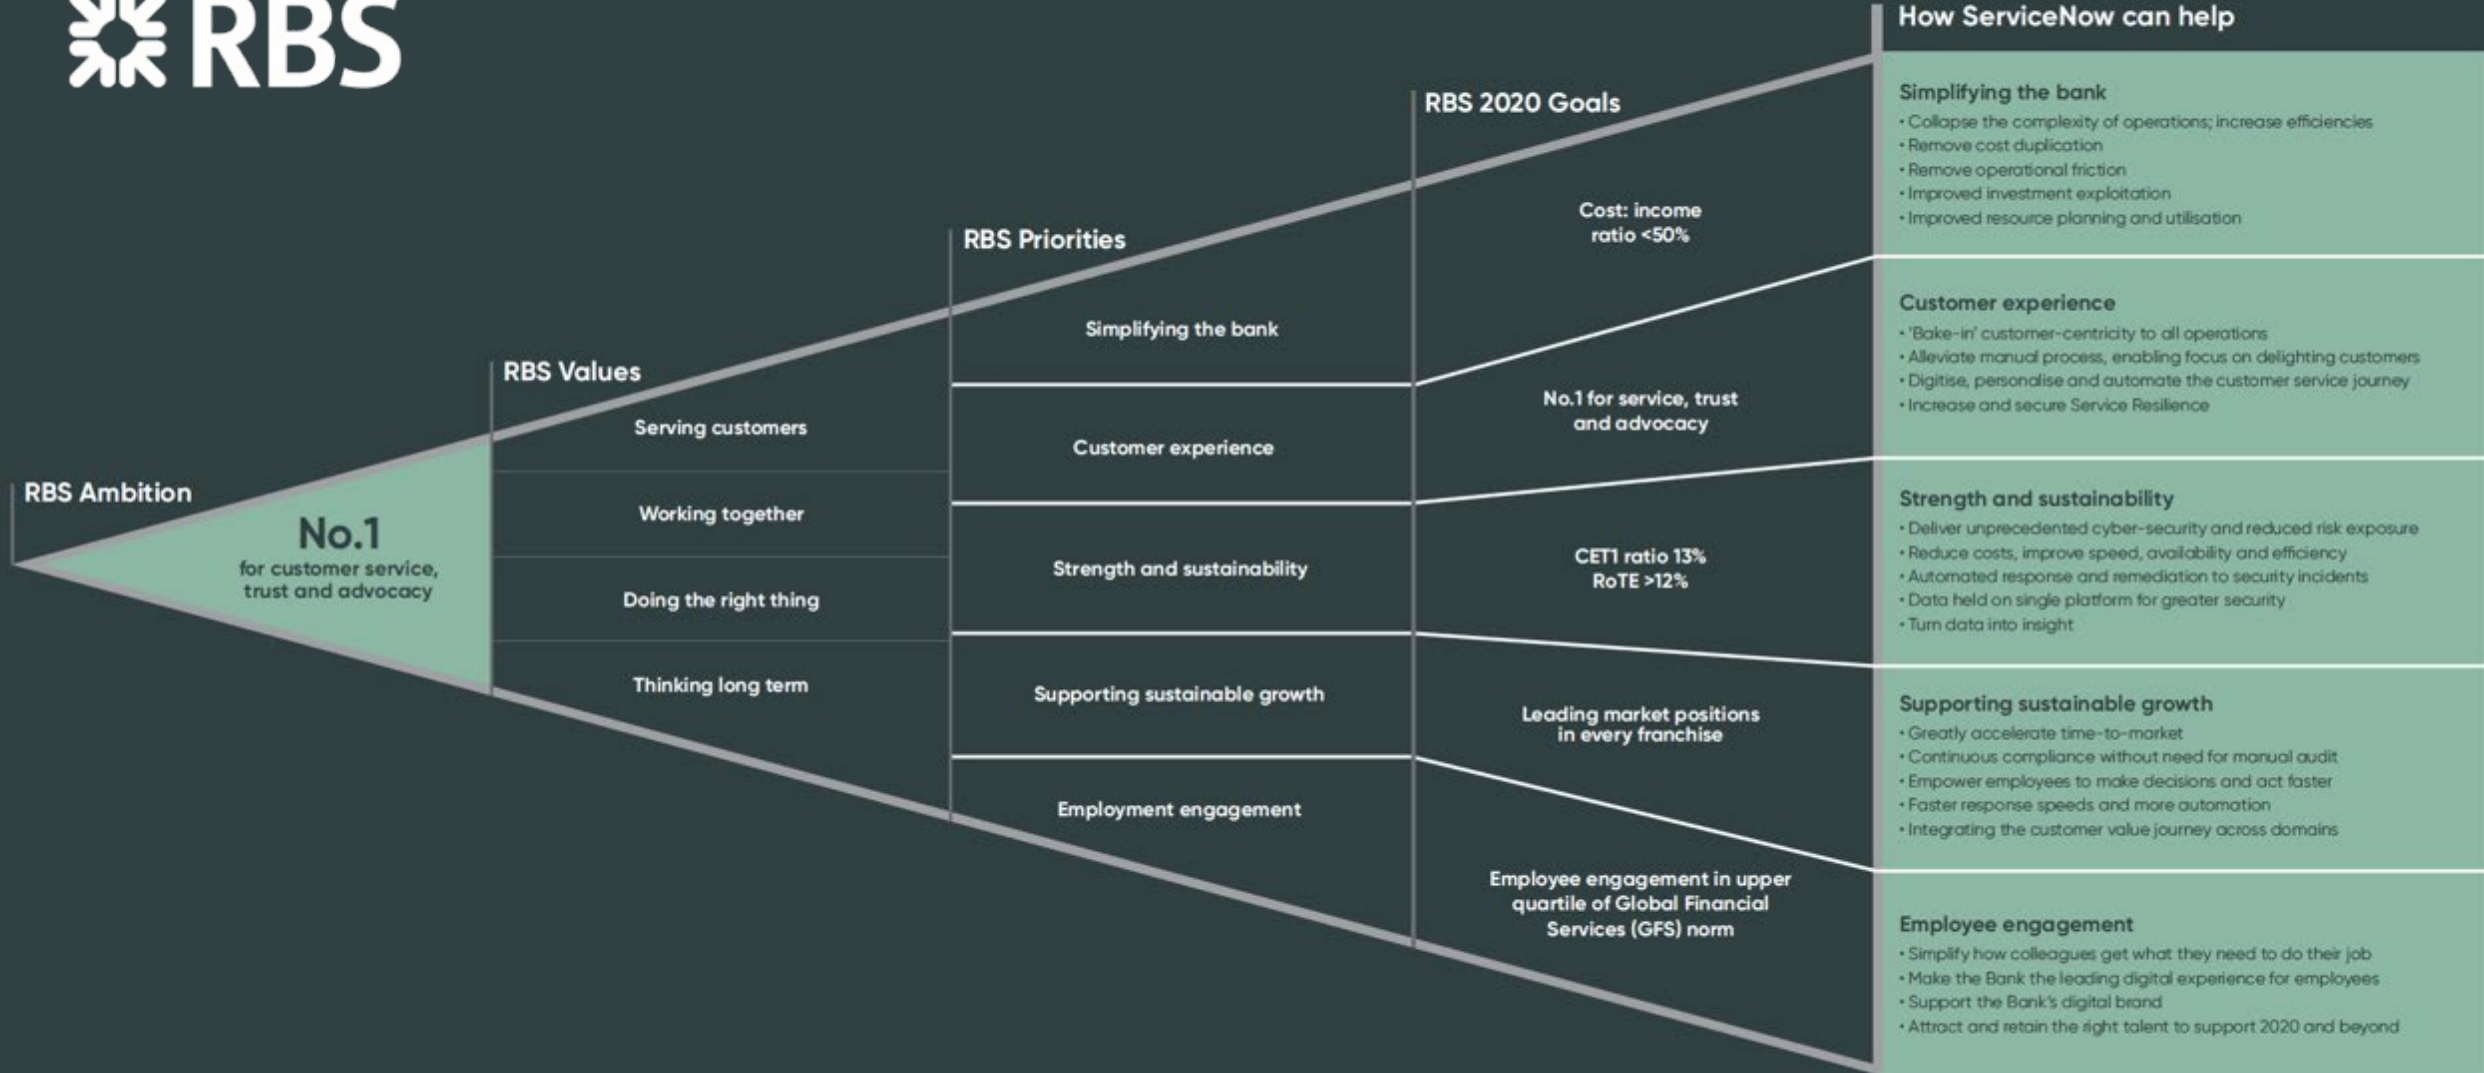 RBS
RBS Ambition
No.1
for customer service,
trust and advocacy
RBS Values
Serving customers
Working together
Doing the right thing
Thinking long term
RBS Priorities
Simplifying the bank
Customer experience
Strength and sustainability
Supporting sustainable growth
Employment engagement
RBS 2020 Goals
Cost: income
ratio <50%
No.1 for service, trust
and advocacy
CET1 ratio 13%
RoTE >12%
Leading market positions
in every franchise
Employee engagement in upper
quartile of Global Financial
Services (GFS) norm
How ServiceNow can help
Simplifying the bank
• Collapse the complexity of operations; increase efficiencies
• Remove cost duplication
• Remove operational friction
• Improved investment exploitation
• Improved resource planning and utilisation
Customer experience
• 'Bake-in' customer-centricity to all operations
• Alleviate manual process, enabling focus on delighting customers
• Digitise, personalise and automate the customer service journey
• Increase and secure Service Resilience
Strength and sustainability
• Deliver unprecedented cyber-security and reduced risk exposure
• Reduce costs, improve speed, availability and efficiency
• Automated response and remediation to security incidents
• Data held on single platform for greater security
• Turn data into insight
Supporting sustainable growth
• Greatly accelerate time-to-market
• Continuous compliance without need for manual audit
• Empower employees to make decisions and act faster
• Faster response speeds and more automation
• Integrating the customer value journey across domains
Employee engagement
• Simplify how colleagues get what they need to do their job
• Make the Bank the leading digital experience for employees
• Support the Bank's digital brand
• Attract and retain the right talent to support 2020 and beyond